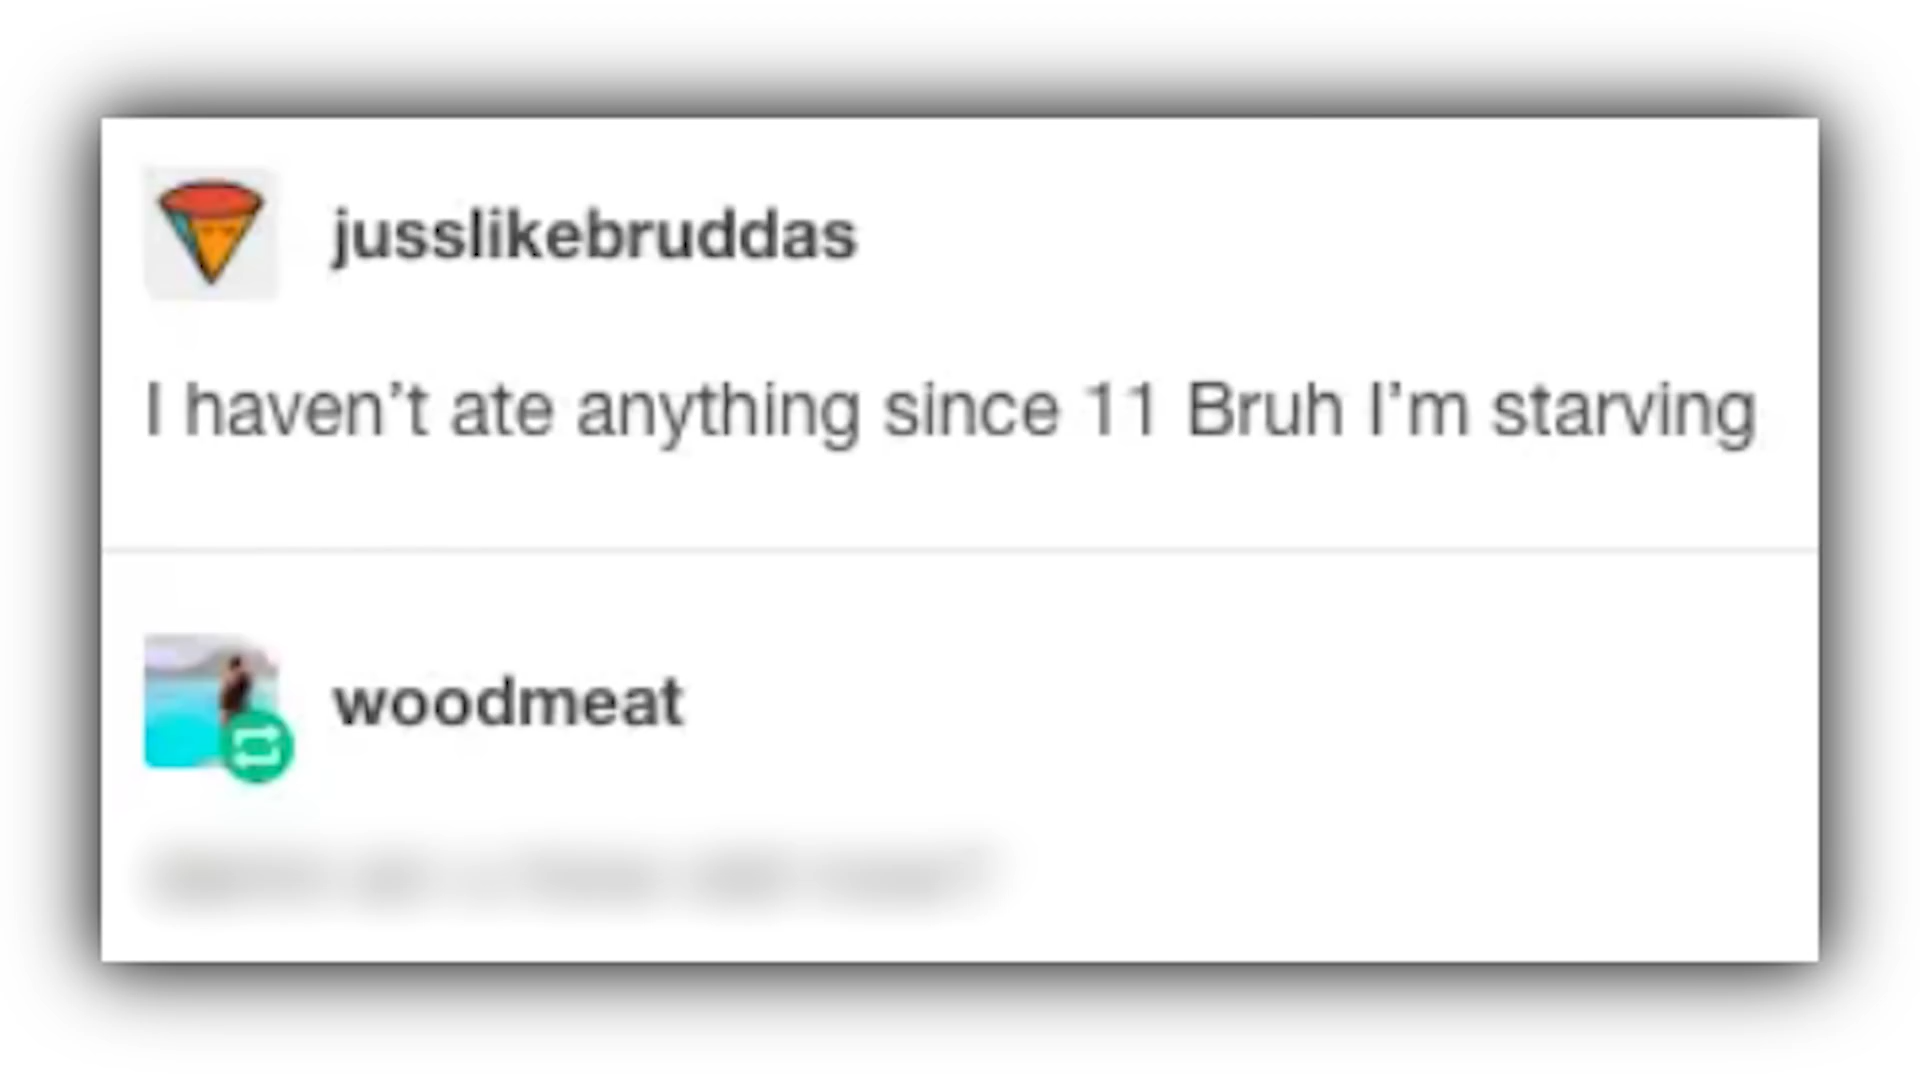 jusslikebruddas
I haven't ate anything since 11 Bruh I'm starving
woodmeat